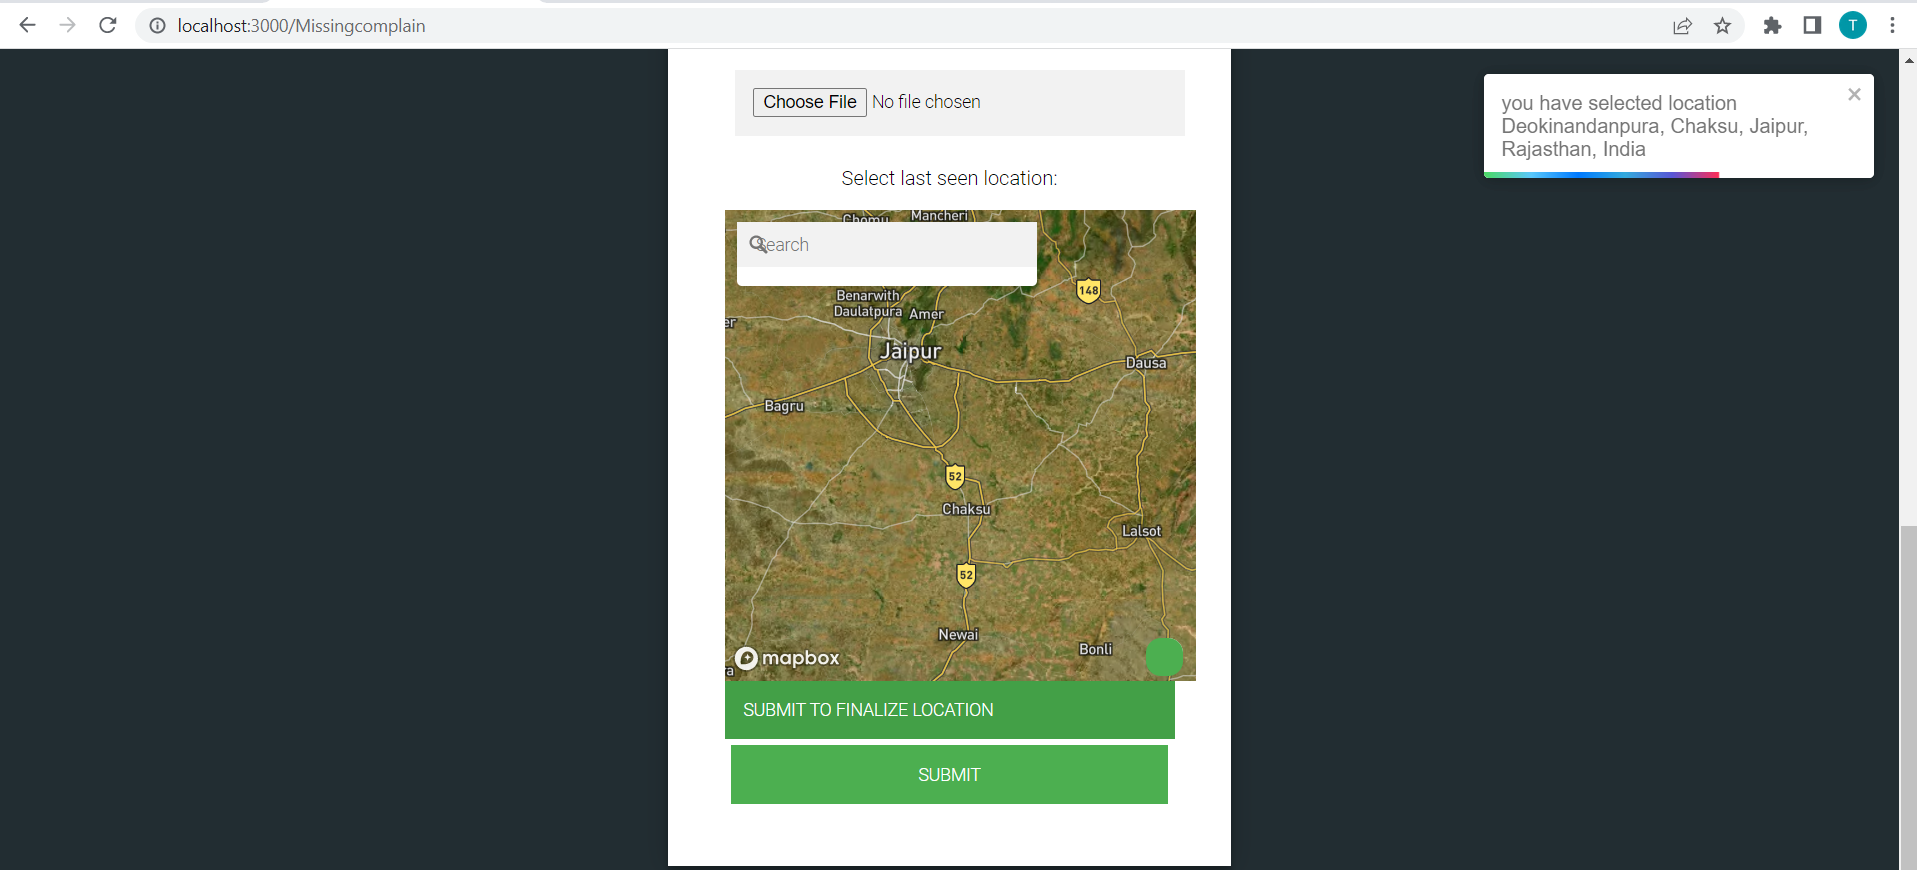 localhost:3000/Missingcomplain
T
Choose File No file chosen
you have selected location
Deokinandanpura, Chaksu, Jaipur,
Rajasthan, India
Select last seen location:
Chomu
Mancheri
Search
148
Benarwith
Daulatpura
Amer
er
Jaipur
Dausa
Bagru
52
Chaksu
Lalsot
52
Newai
Bonli
mapbox
a
SUBMIT TO FINALIZE LOCATION
SUBMIT